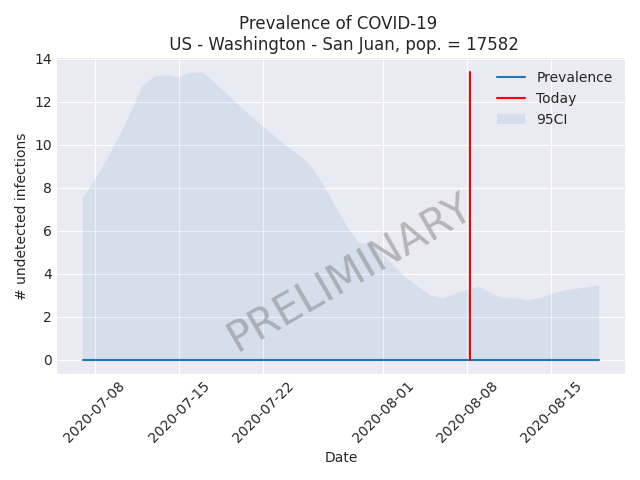 Prevalence of COVID-19
US - Washington - San Juan, pop. = 17582
Prevalence
Today
95CI
14
12
10
8
6
4
2
0
# undetected infections
PRELIMINARY
2020-07-08
2020-07-15
2020-07-22
2020-08-01
2020-08-08
2020-08-15
Date